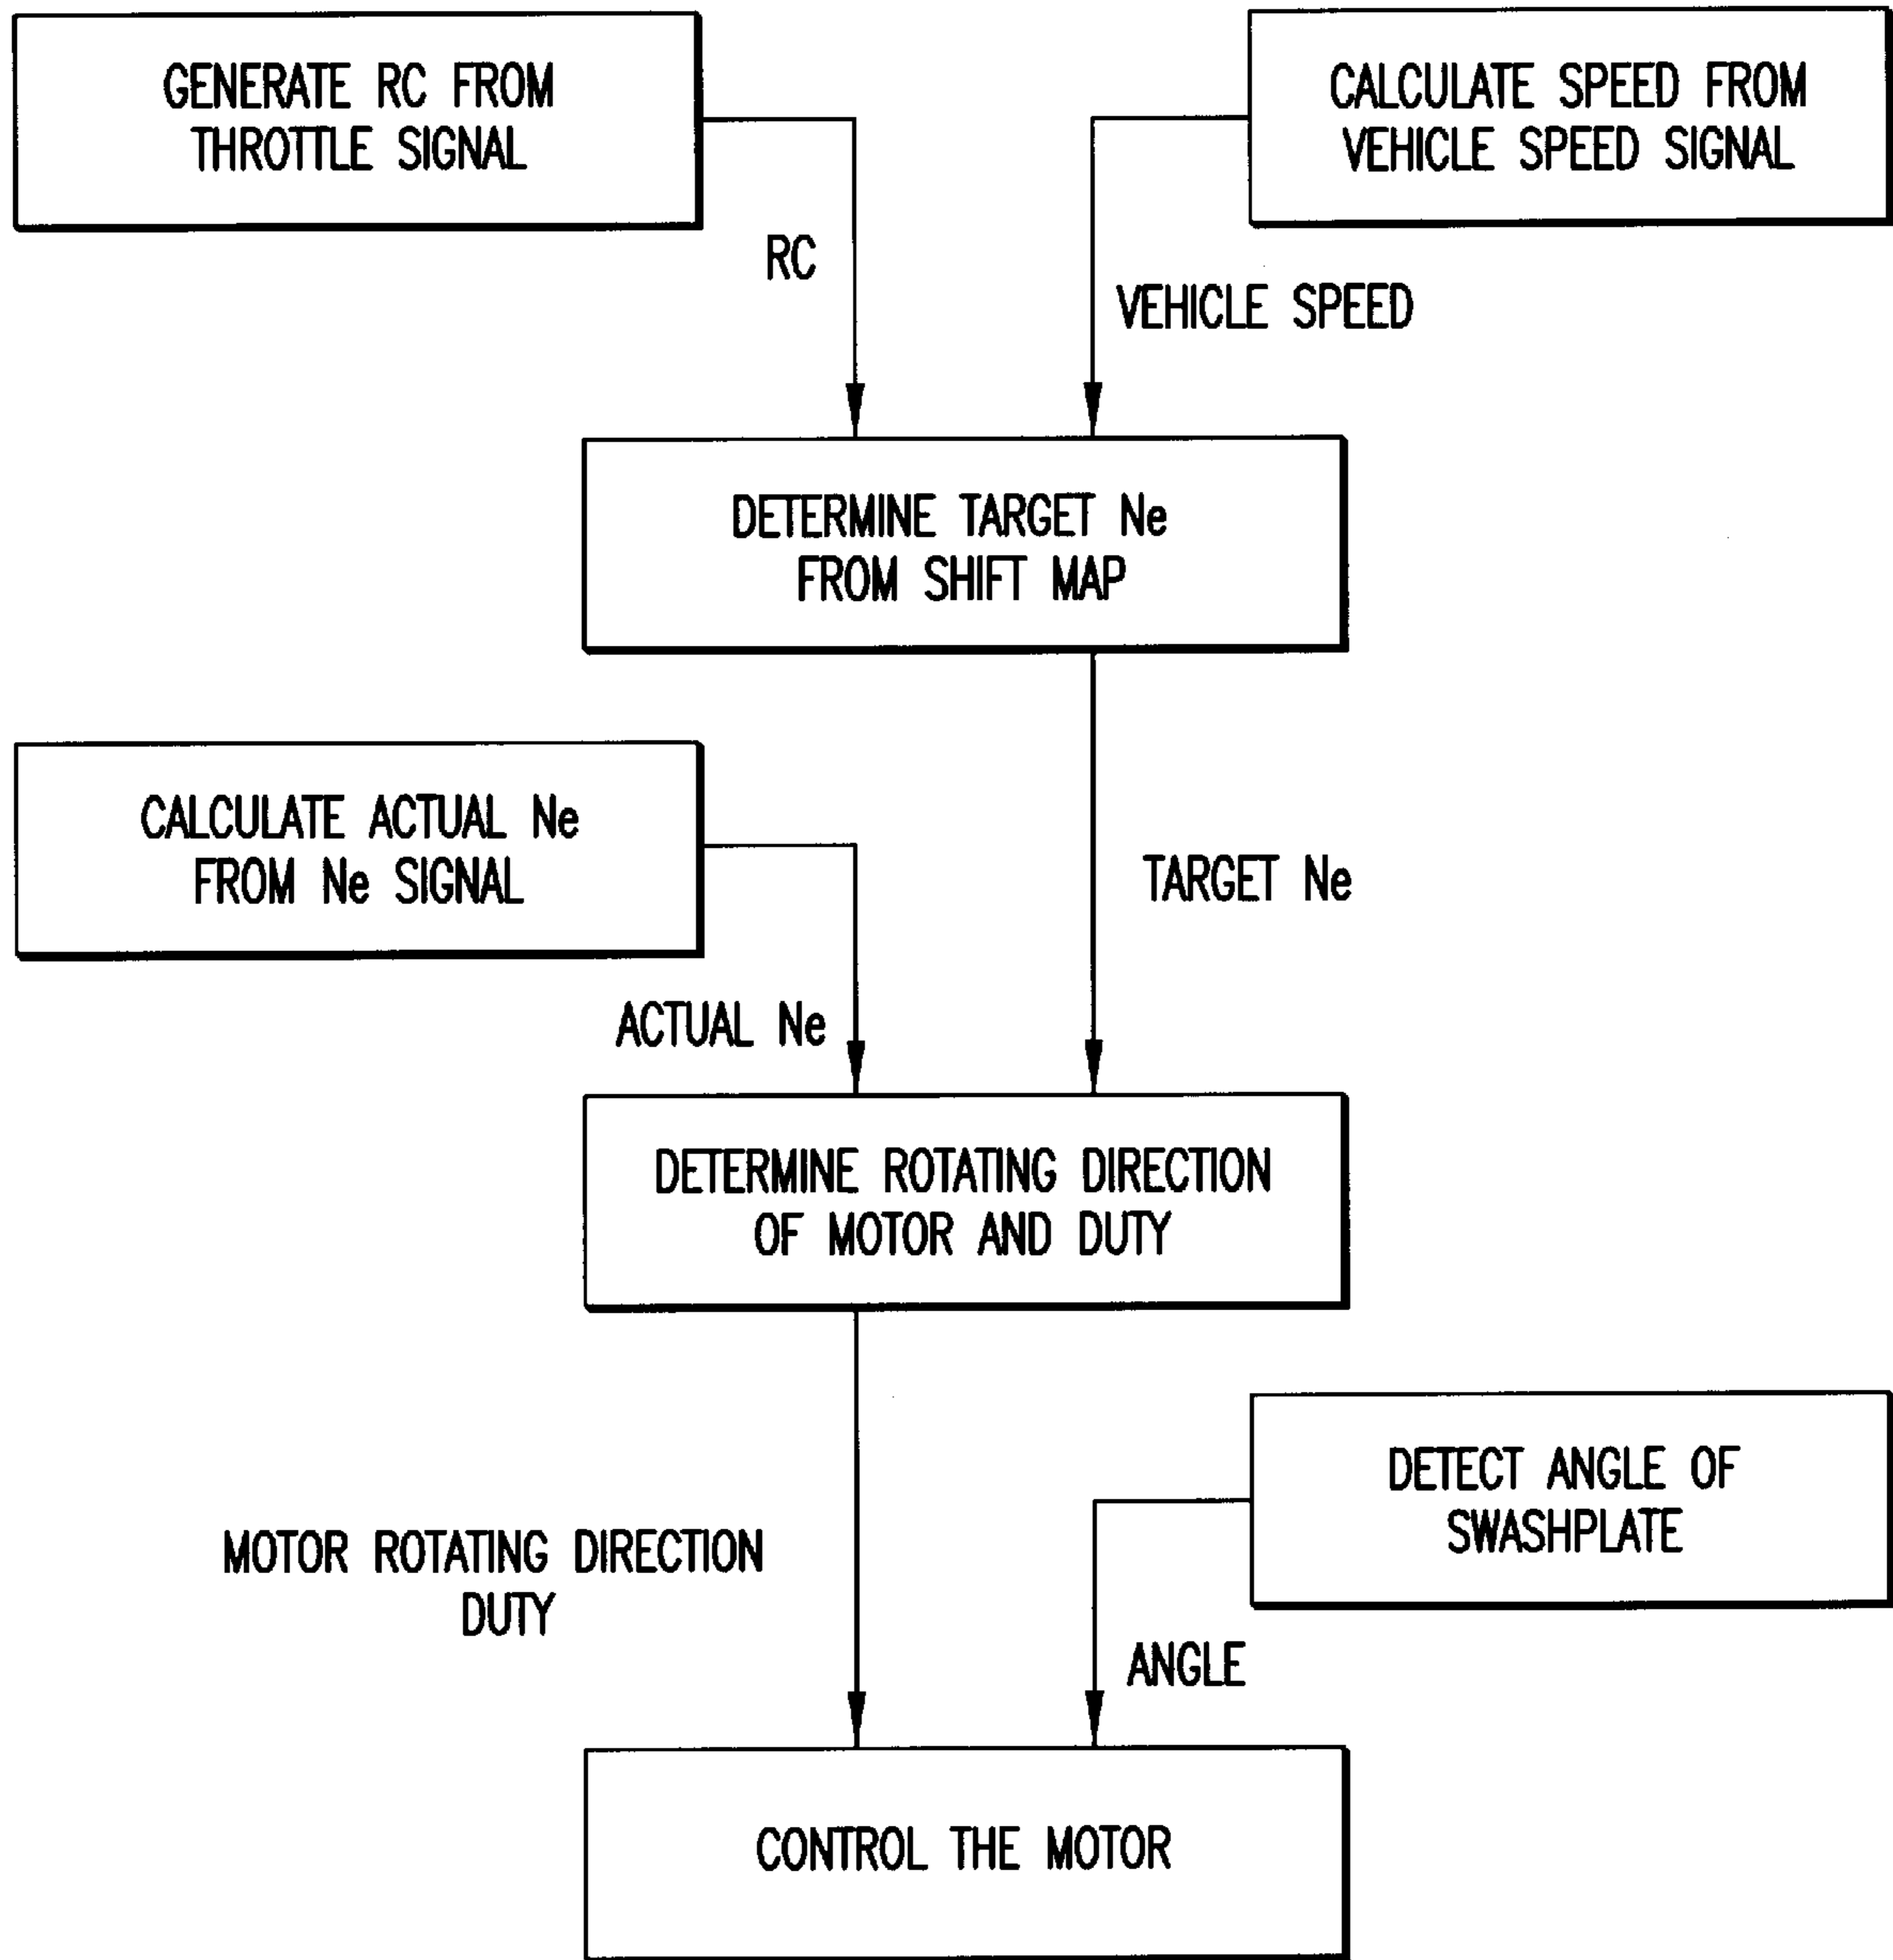 GENERATE RC FROM
THROTTLE SIGNAL
CALCULATE SPEED FROM
VEHICLE SPEED SIGNAL
RC
VEHICLE SPEED
DETERMINE TARGET Ne
FROM SHIFT MAP
CALCULATE ACTUAL Ne
FROM Ne SIGNAL
TARGET Ne
ACTUAL Ne
DETERMINE ROTATING DIRECTION
OF MOTOR AND DUTY
DETECT ANGLE OF
SWASHPLATE
MOTOR ROTATING DIRECTION
DUTY
ANGLE
CONTROL THE MOTOR